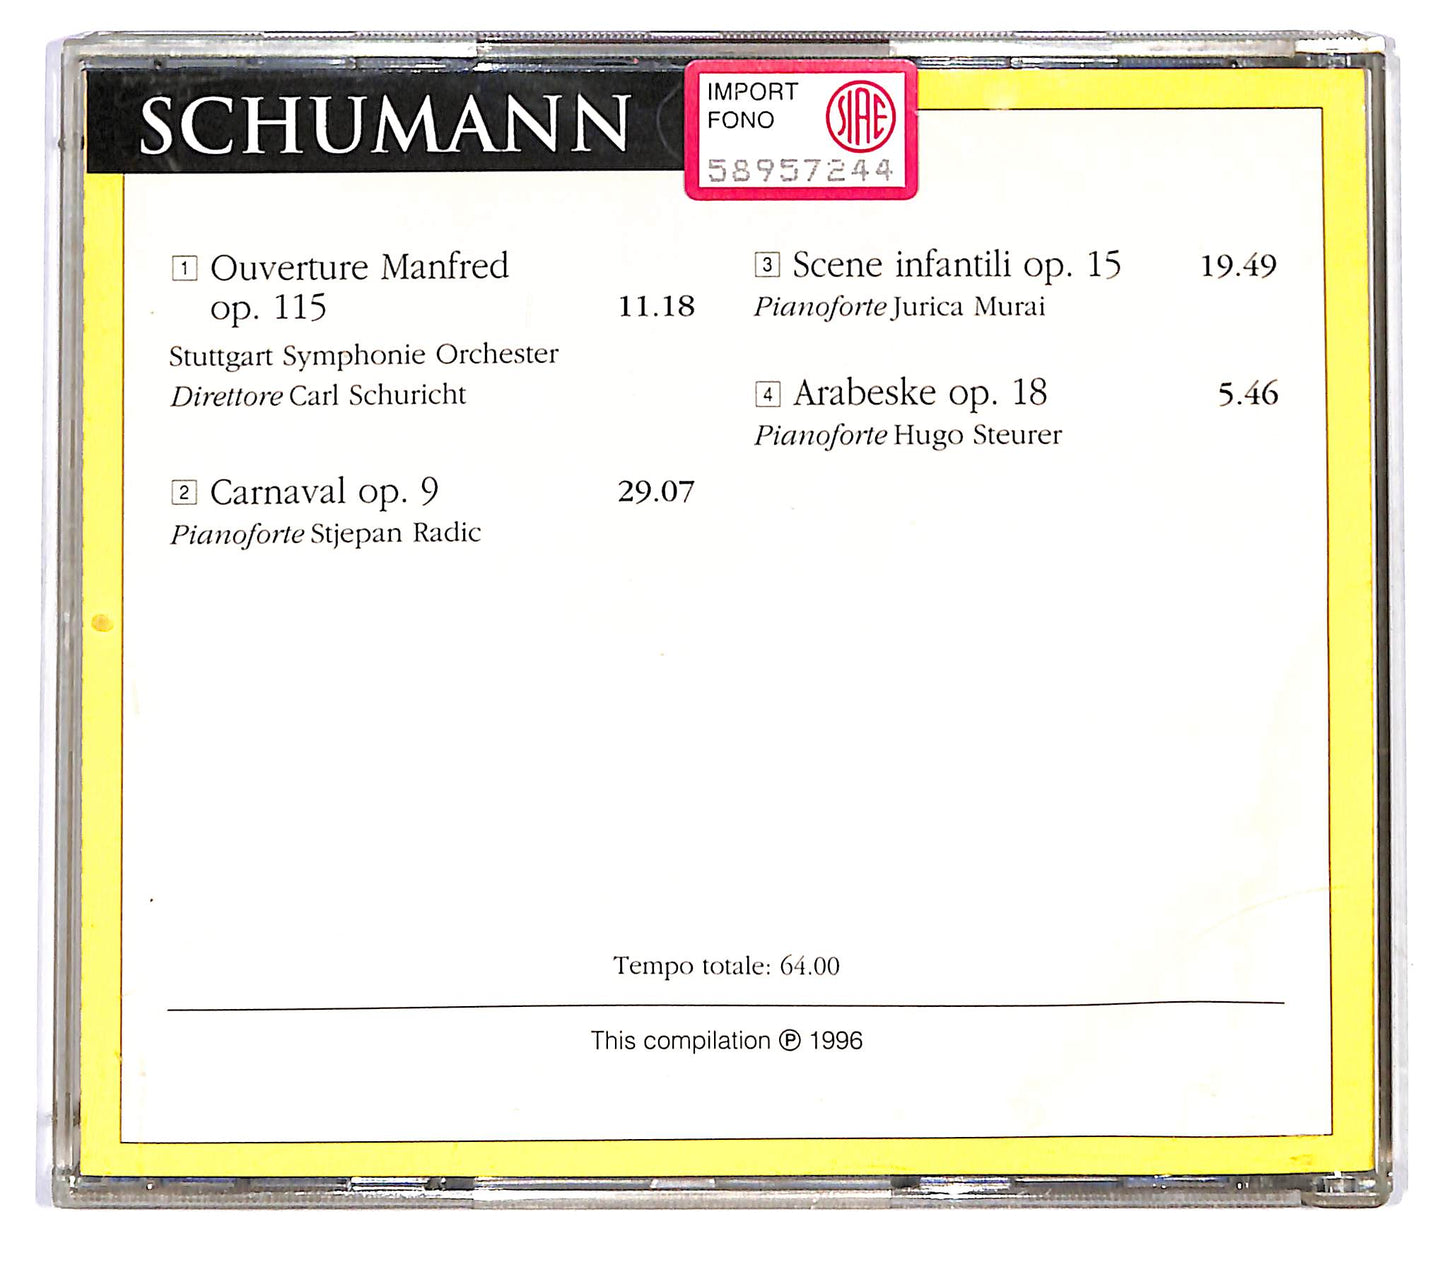 SCHUMANN
IMPORT
FONO
SIAE
58957244
1 Ouverture Manfred
op. 115 11.18
Stuttgart Symphonie Orchester
Direttore Carl Schuricht
2 Carnaval op. 9 29.07
Pianoforte Stjepan Radic
3 Scene infantili op. 15 19.49
Pianoforte Jurica Murai
4 Arabeske op. 18 5.46
Pianoforte Hugo Steurer
Tempo totale: 64.00
This compilation ℗ 1996